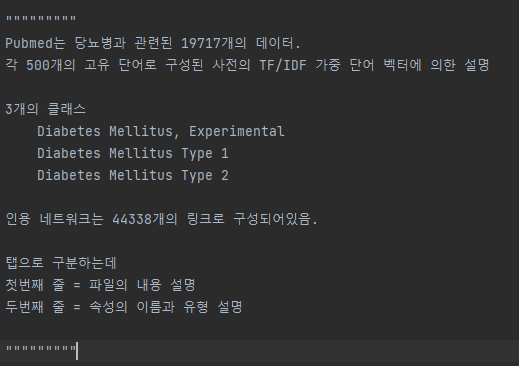 """""""""
Pubmed는 당뇨병과 관련된 19717개의 데이터.
각 500개의 고유 단어로 구성된 사전의 TF/IDF 가중 단어 벡터에 의한 설명
3개의 클래스
Diabetes Mellitus, Experimental
Diabetes Mellitus Type 1
Diabetes Mellitus Type 2
인용 네트워크는 44338개의 링크로 구성되어있음.
탭으로 구분하는데
첫번째 줄 = 파일의 내용 설명
두번째 줄 = 속성의 이름과 유형 설명
"""""""""